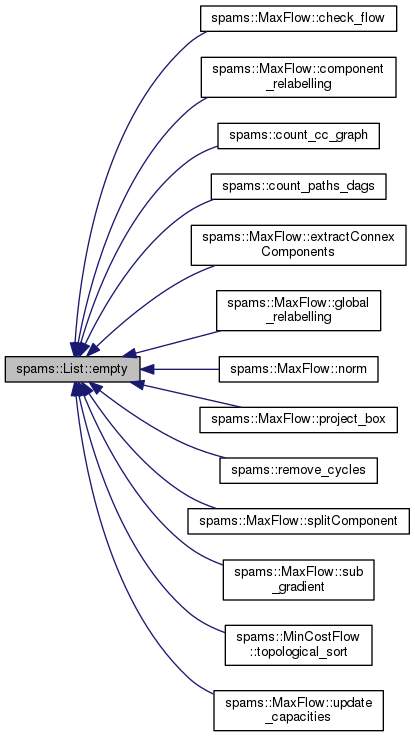 spams::MaxFlow::check_flow
spams::MaxFlow::component
_relabelling
spams::count_cc_graph
spams::count_paths_dags
spams::MaxFlow::extractConnex
Components
spams::MaxFlow::global
_relabelling
spams::List::empty
spams::MaxFlow::norm
spams::MaxFlow::project_box
spams::remove_cycles
spams::MaxFlow::splitComponent
spams::MaxFlow::sub
_gradient
spams::MinCostFlow
::topological_sort
spams::MaxFlow::update
_capacities